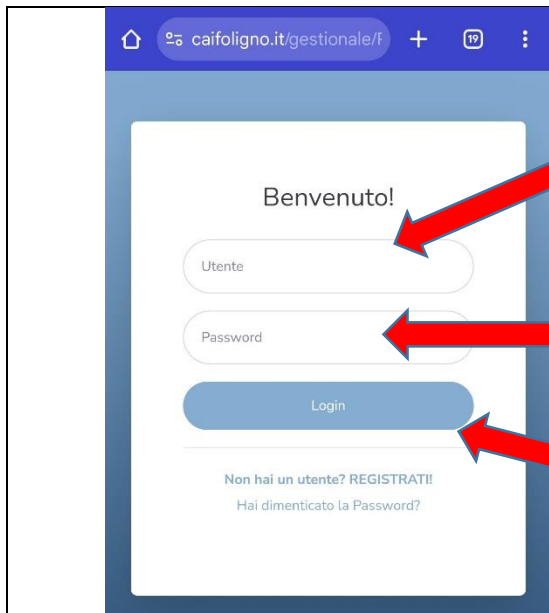 caifoligno.it/gestionale/F
19
Benvenuto!
Utente
Password
Login
Non hai un utente? REGISTRATI!
Hai dimenticato la Password?